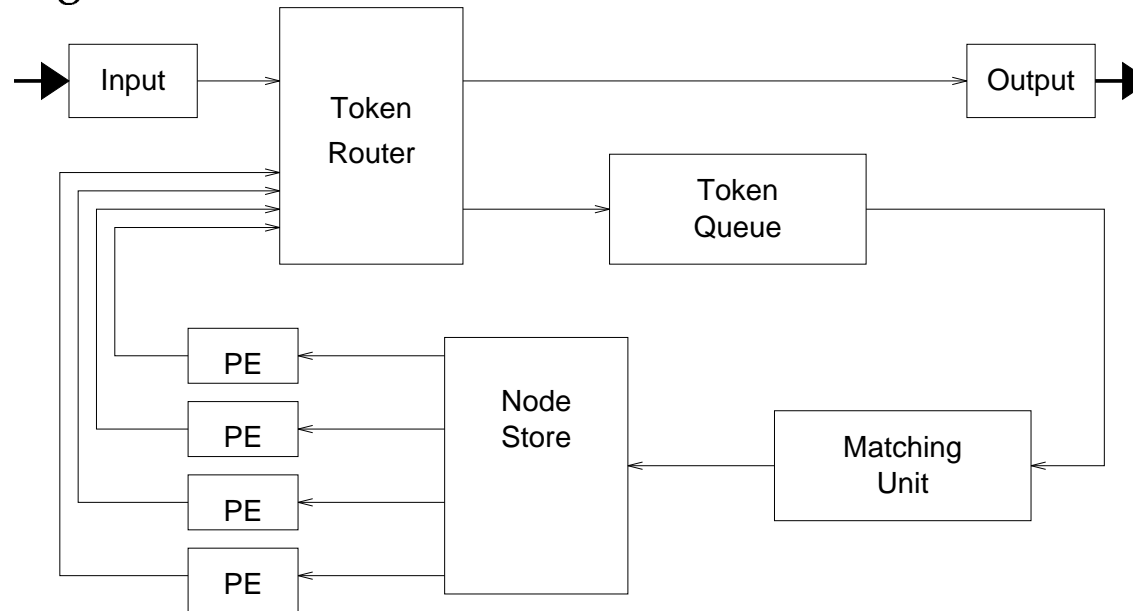 Input
Token
Router
Output
Token
Queue
PE
PE
PE
PE
Node
Store
Matching
Unit